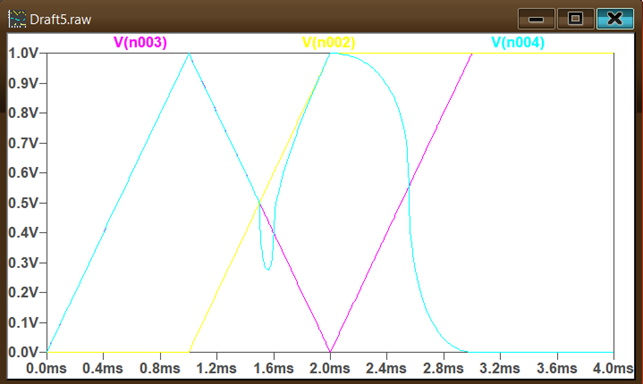 Draft5.raw
V(n003) V(n002) V(n004)
1.0V
0.9V
0.8V
0.7V
0.6V
0.5V
0.4V
0.3V
0.2V
0.1V
0.0V
0.0ms 0.4ms 0.8ms 1.2ms 1.6ms 2.0ms 2.4ms 2.8ms 3.2ms 3.6ms 4.0ms